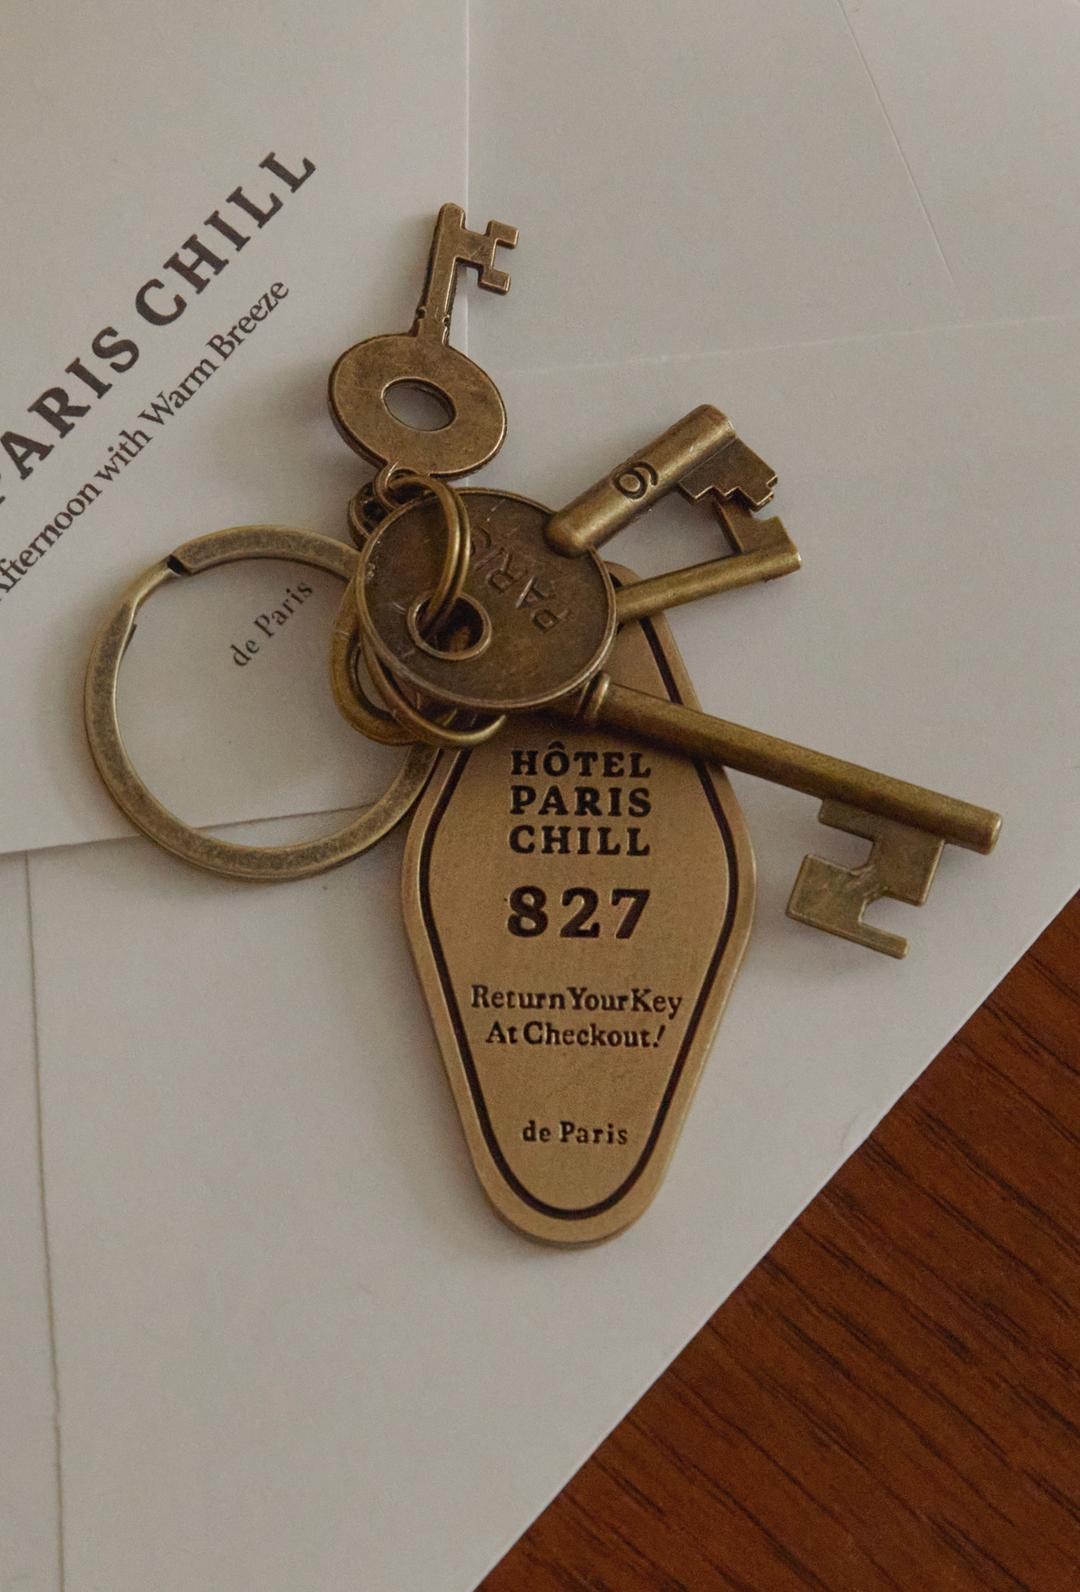 PARIS CHILL
Afternoon with Warm Breeze
de Paris
PARIS
6
HÔTEL
PARIS
CHILL
827
Return Your Key
At Checkout!
de Paris